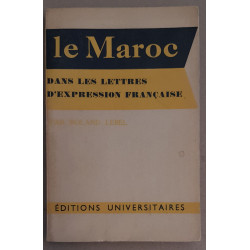 le Maroc
DANS LES LETTRES
D'EXPRESSION FRANÇAISE
ÉDITIONS UNIVERSITAIRES